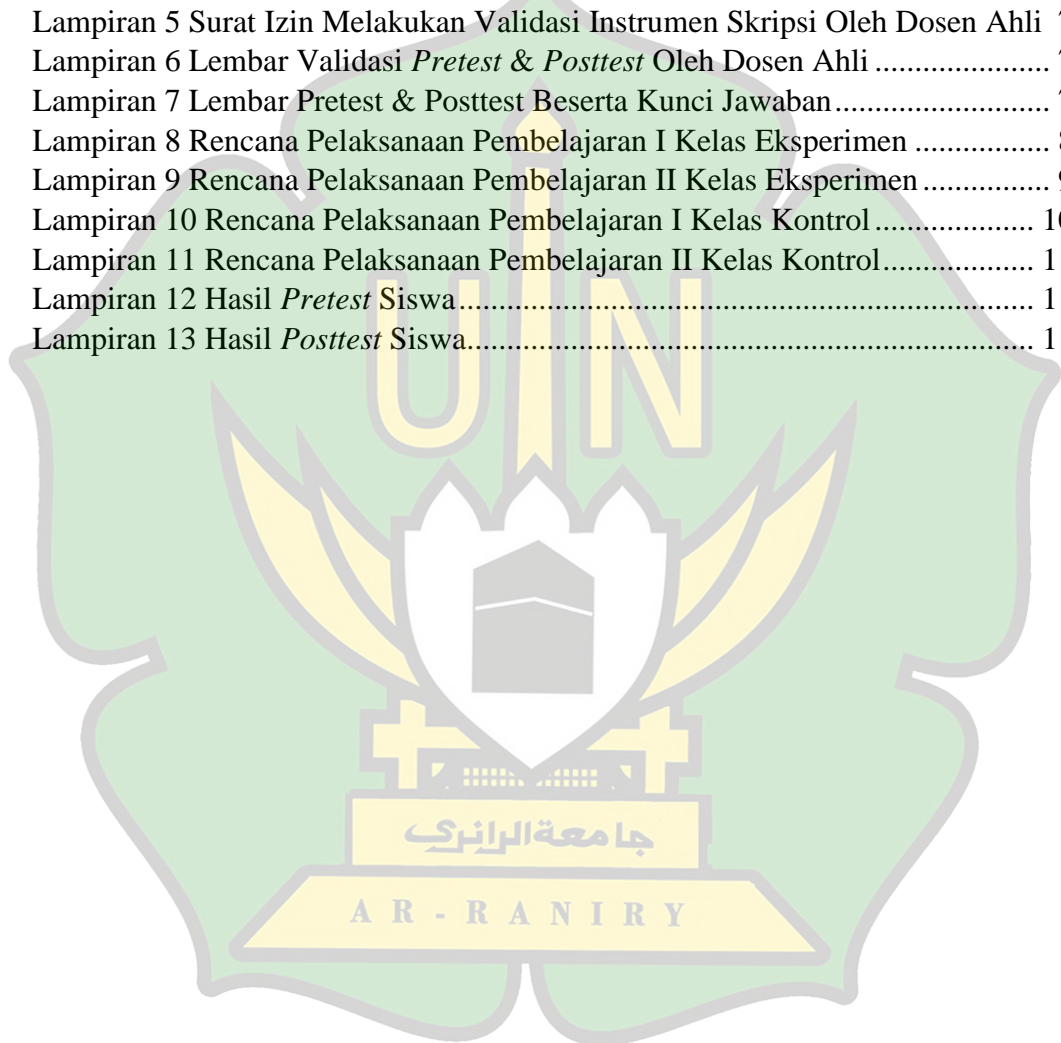 Lampiran 5 Surat Izin Melakukan Validasi Instrumen Skripsi Oleh Dosen Ahli
Lampiran 6 Lembar Validasi Pretest & Posttest Oleh Dosen Ahli ....................
Lampiran 7 Lembar Pretest & Posttest Beserta Kunci Jawaban .........................
Lampiran 8 Rencana Pelaksanaan Pembelajaran I Kelas Eksperimen ................
Lampiran 9 Rencana Pelaksanaan Pembelajaran II Kelas Eksperimen ...............
Lampiran 10 Rencana Pelaksanaan Pembelajaran I Kelas Kontrol ...................
Lampiran 11 Rencana Pelaksanaan Pembelajaran II Kelas Kontrol ..................
Lampiran 12 Hasil Pretest Siswa ....................................................................
Lampiran 13 Hasil Posttest Siswa ...................................................................
UIN
جامعة الرانري
AR-RANIRY